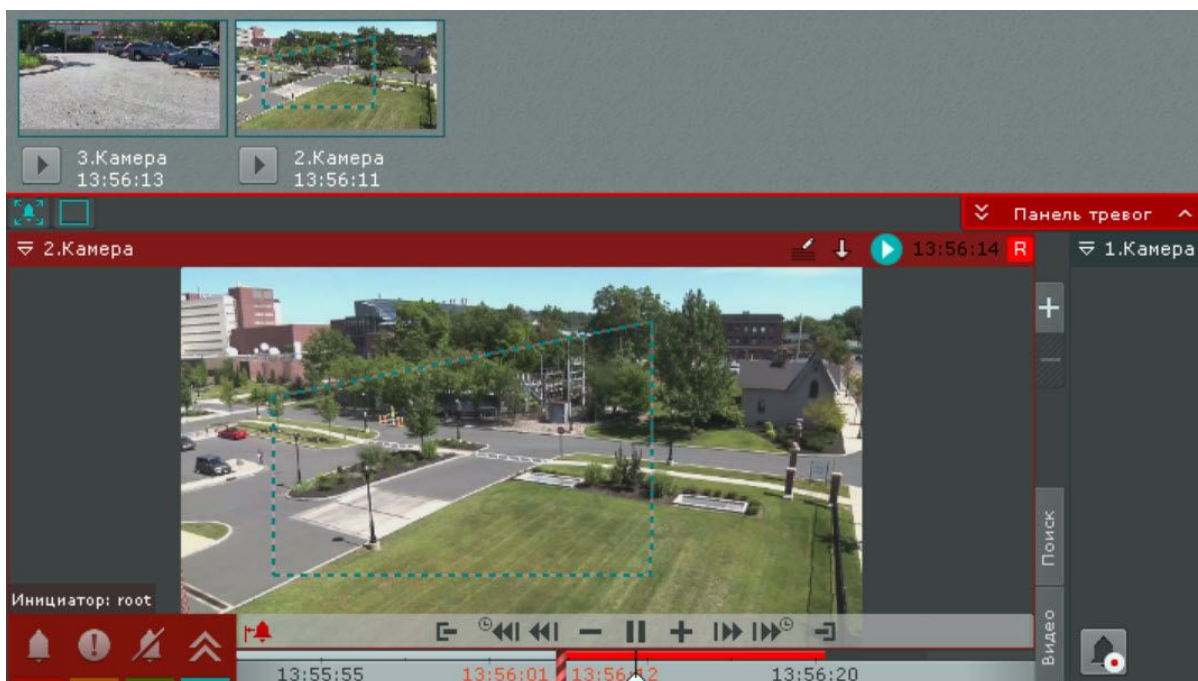 3.Камера
13:56:13
2.Камера
13:56:11
Панель тревог
2.Камера
13:56:14 R
1.Камера
Поиск
Видео
Инициатор: root
13:55:55
13:56:01
13:56:12
13:56:20